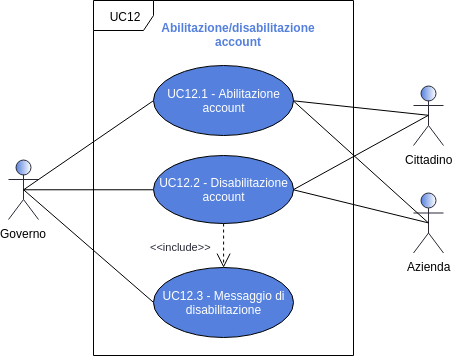 UC12
Abilitazione/disabilitazione
account
UC12.1 - Abilitazione
account
Cittadino
UC12.2 - Disabilitazione
account
Governo
<<include>>
Azienda
UC12.3 - Messaggio di
disabilitazione